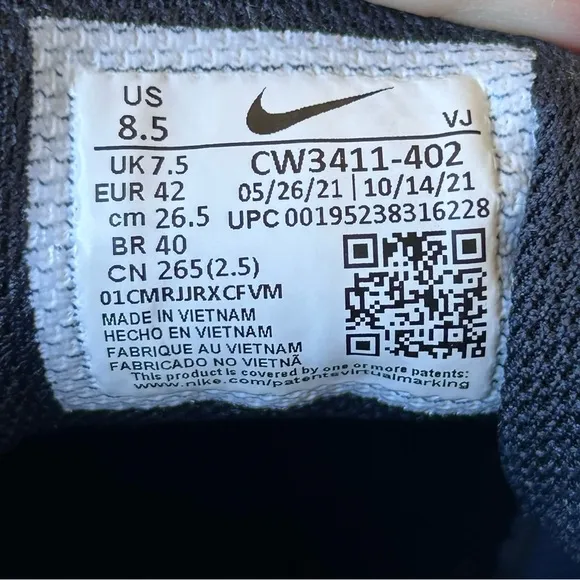 US
8.5
VJ
UK 7.5
CW3411-402
EUR 42
05/26/21 | 10/14/21
cm 26.5
UPC 00195238316228
BR 40
CN 265(2.5)
01CMRJJRXCFVM
MADE IN VIETNAM
HECHO EN VIETNAM
FABRIQUE AU VIETNAM
FABRICADO NO VIETNÃ
This product is covered by one or more patents:
www.nike.com/patentsvirtualmarking